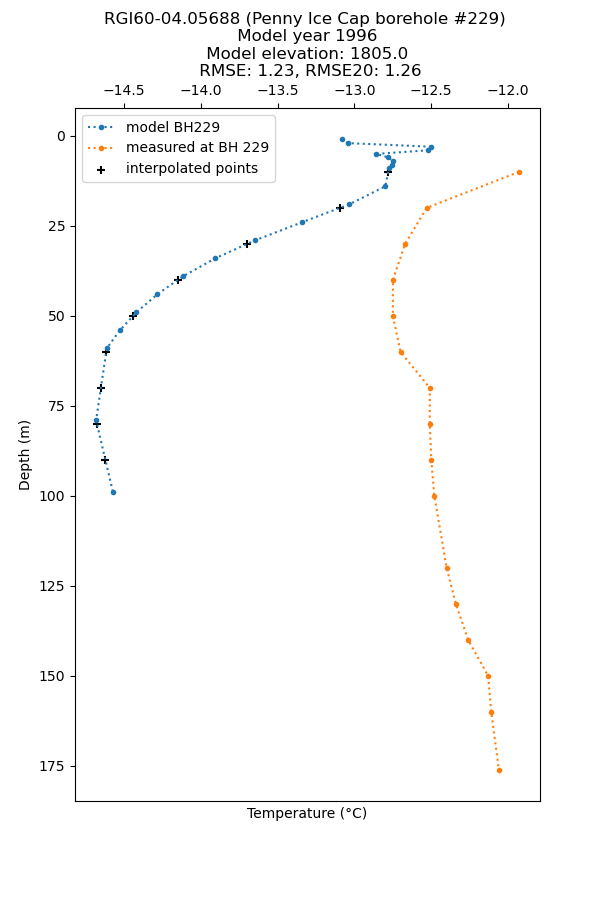 RGI60-04.05688 (Penny Ice Cap borehole #229)
Model year 1996
Model elevation: 1805.0
RMSE: 1.23, RMSE20: 1.26
−14.5 −14.0 −13.5 −13.0 −12.5 −12.0
model BH229
measured at BH 229
interpolated points
0
25
50
75
100
125
150
175
Depth (m)
Temperature (°C)